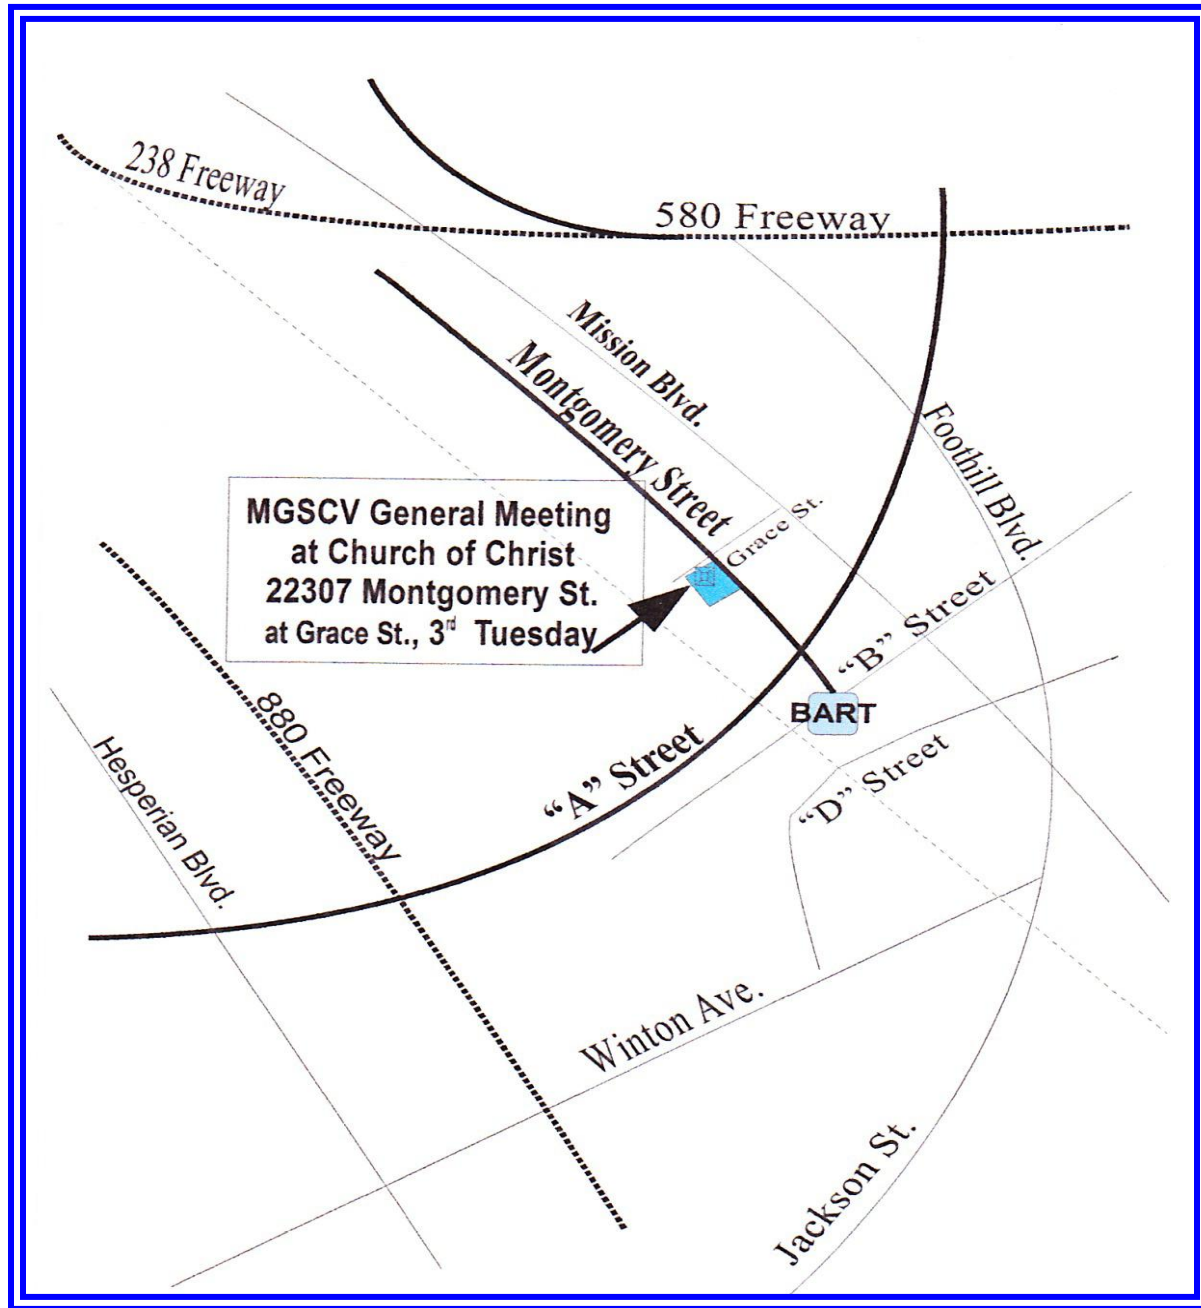 238 Freeway
580 Freeway
Mission Blvd.
Montgomery Street
Foothill Blvd.
Grace St.
MGSCV General Meeting
at Church of Christ
22307 Montgomery St.
at Grace St., 3rd Tuesday
“B” Street
BART
880 Freeway
“A” Street
“D” Street
Hesperian Blvd.
Winton Ave.
Jackson St.